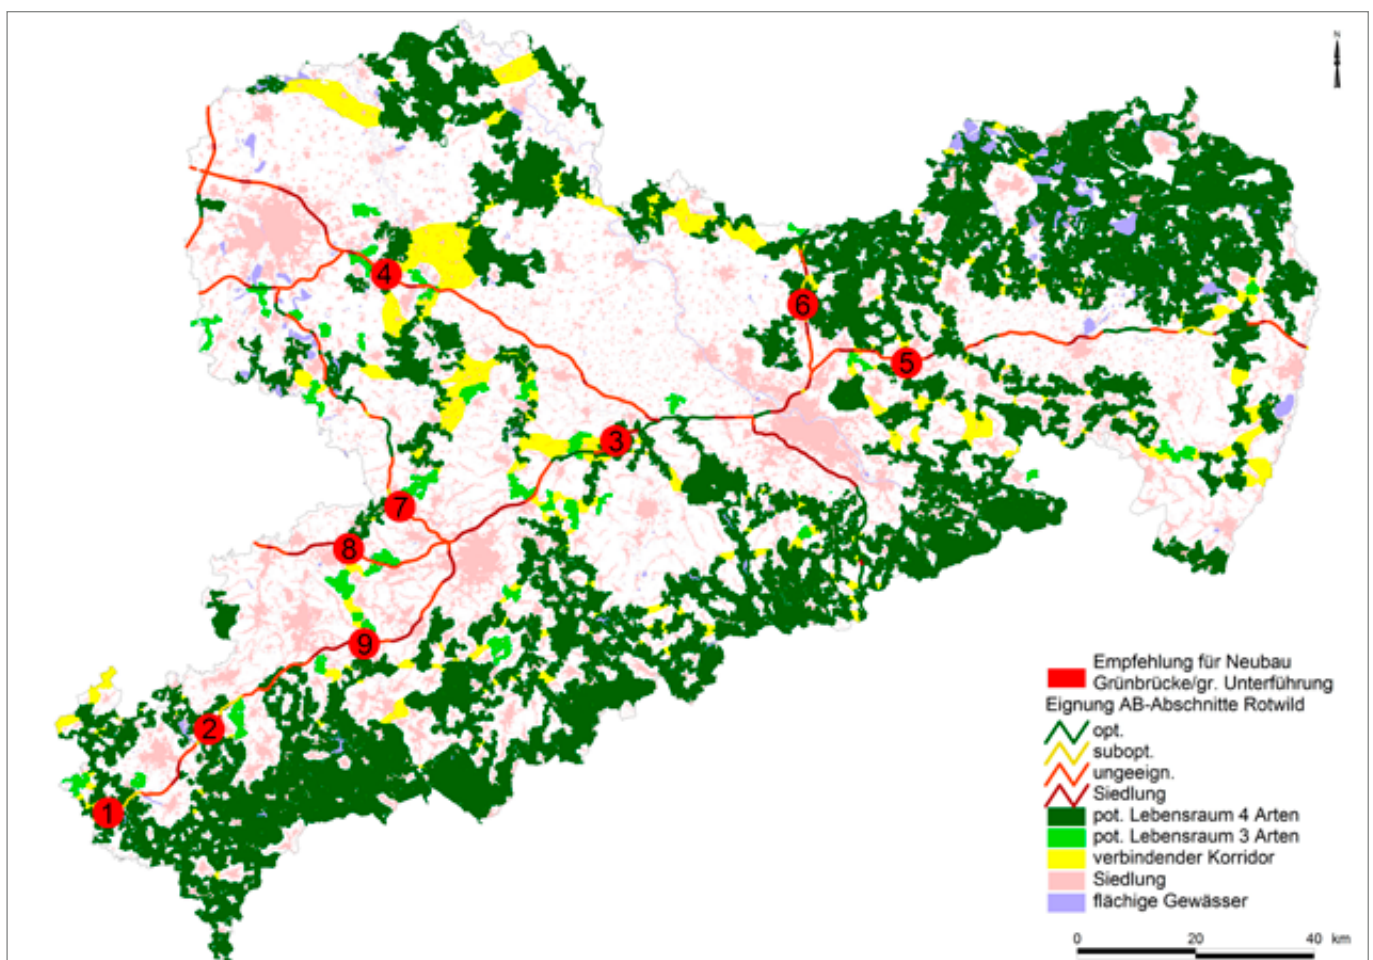 N
4
6
5
3
7
8
9
2
1
Empfehlung für Neubau
Grünbrücke/gr. Unterführung
Eignung AB-Abschnitte Rotwild
opt.
subopt.
ungeeign.
Siedlung
pot. Lebensraum 4 Arten
pot. Lebensraum 3 Arten
verbindender Korridor
Siedlung
flächige Gewässer
0 20 40 km